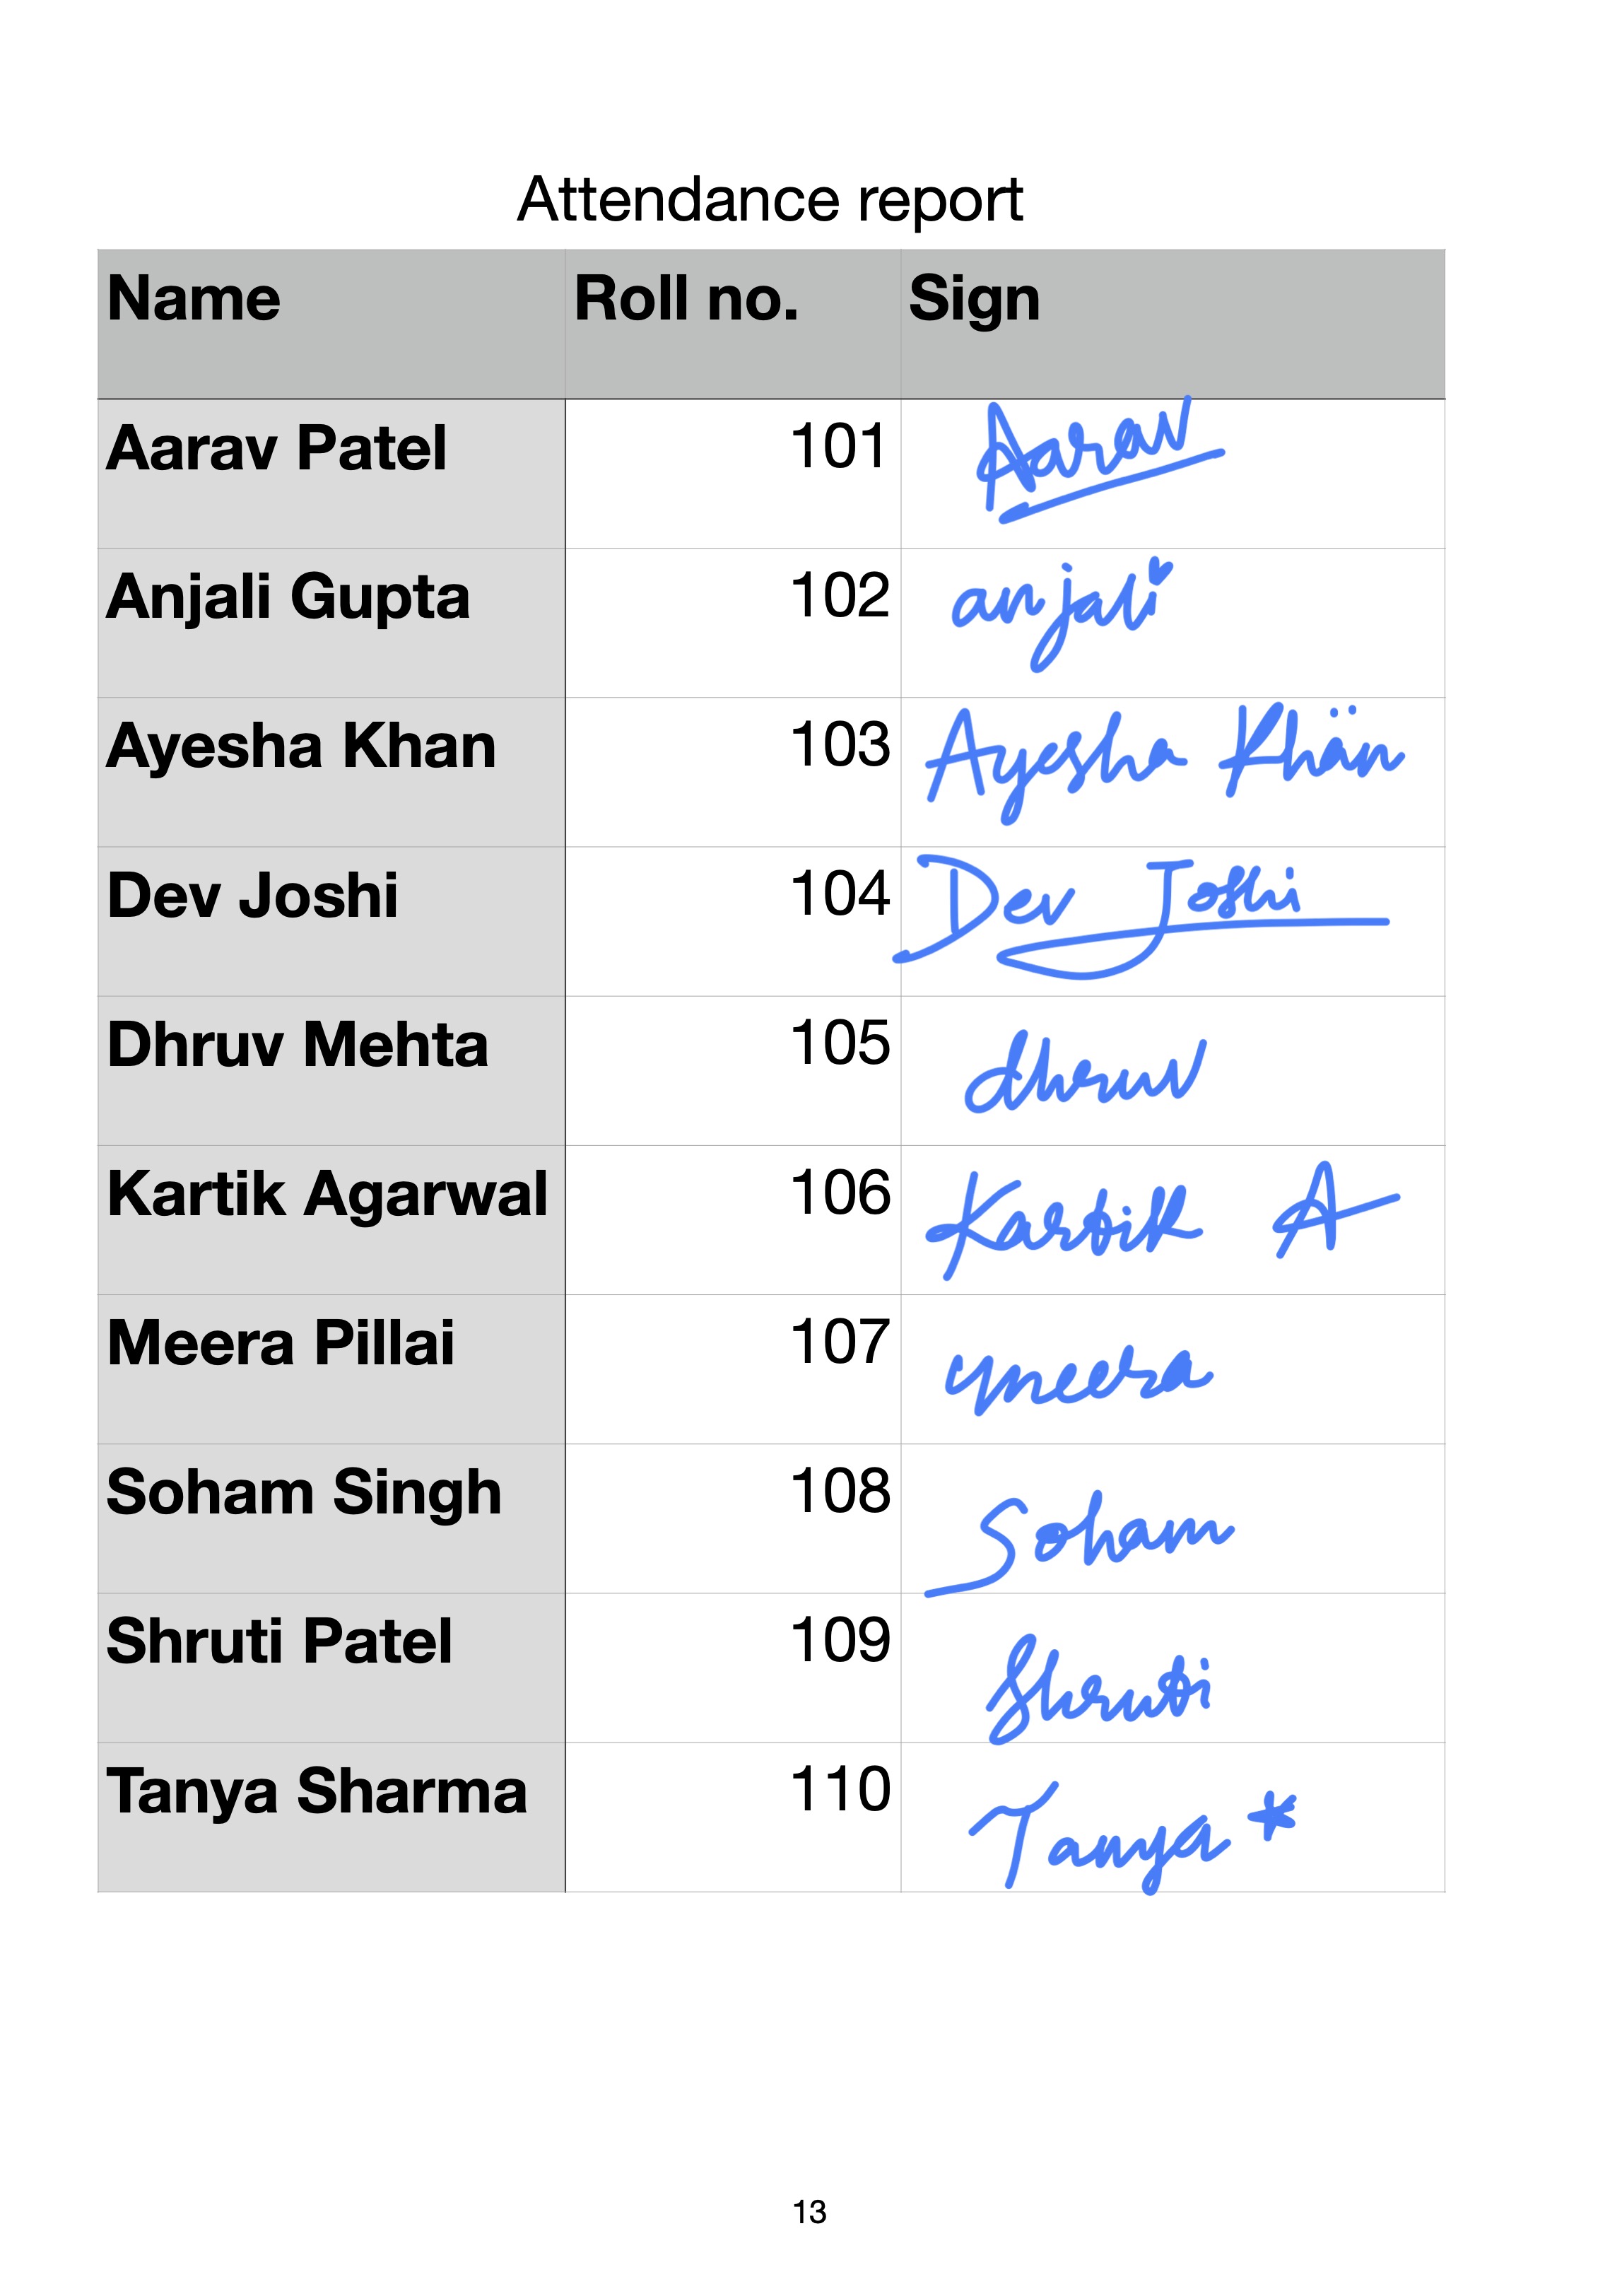 Attendance report
Name Roll no. Sign
Aarav Patel 101 Aarav
Anjali Gupta 102 anjali
Ayesha Khan 103 Ayesha Khan
Dev Joshi 104 Dev Joshi
Dhruv Mehta 105 dhruv
Kartik Agarwal 106 Kartik A
Meera Pillai 107 meera
Soham Singh 108 Soham
Shruti Patel 109 Shruti
Tanya Sharma 110 Tanya *
13